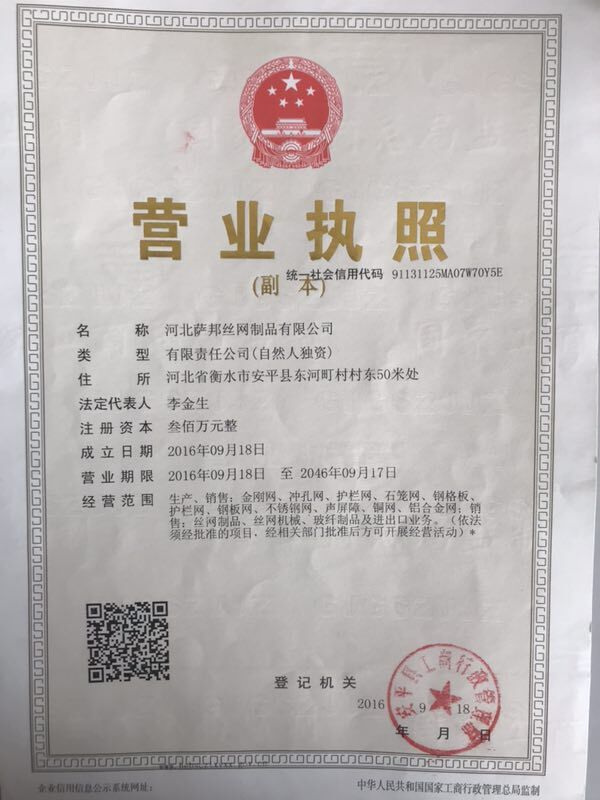 营业执照
统一社会信用代码 91131125MA07W70Y5E
(副 本)
名 称 河北萨邦丝网制品有限公司
类 型 有限责任公司(自然人独资)
住 所 河北省衡水市安平县东河町村村东50米处
法定代表人 李金生
注册资本 叁佰万元整
成立日期 2016年09月18日
营业期限 2016年09月18日 至 2046年09月17日
经营范围 生产、销售:金刚网、冲孔网、护栏网、石笼网、钢格板、
护栏网、钢板网、不锈钢网、声屏障、铜网、铝合金网;销
售:丝网制品、丝网机械、玻纤制品及进出口业务。(依法
须经批准的项目,经相关部门批准后方可开展经营活动)*
登记机关
安平县工商行政管理局
2016 9 18
年 月 日
企业信用信息公示系统网址:
中华人民共和国国家工商行政管理总局监制